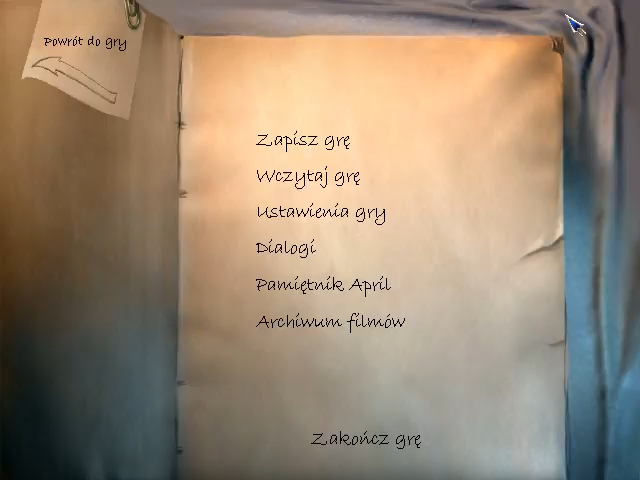 Powrót do gry
Zapisz grę
Wczytaj grę
Ustawienia gry
Dialogi
Pamiętnik April
Archiwum filmów
Zakończ grę